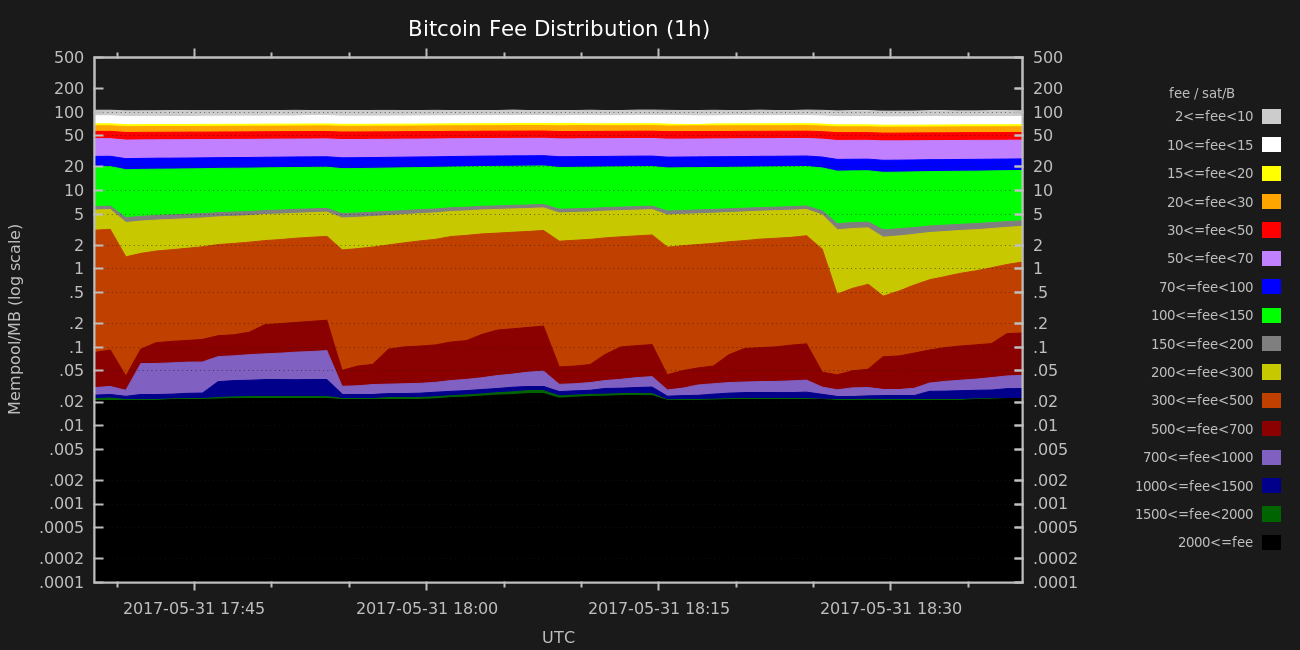 Bitcoin Fee Distribution (1h)
Mempool/MB (log scale)
500
200
100
50
20
10
5
2
1
.5
.2
.1
.05
.02
.01
.005
.002
.001
.0005
.0002
.0001
500
200
100
50
20
10
5
2
1
.5
.2
.1
.05
.02
.01
.005
.002
.001
.0005
.0002
.0001
2017-05-31 17:45
2017-05-31 18:00
2017-05-31 18:15
2017-05-31 18:30
UTC
fee / sat/B
2<=fee<10
10<=fee<15
15<=fee<20
20<=fee<30
30<=fee<50
50<=fee<70
70<=fee<100
100<=fee<150
150<=fee<200
200<=fee<300
300<=fee<500
500<=fee<700
700<=fee<1000
1000<=fee<1500
1500<=fee<2000
2000<=fee